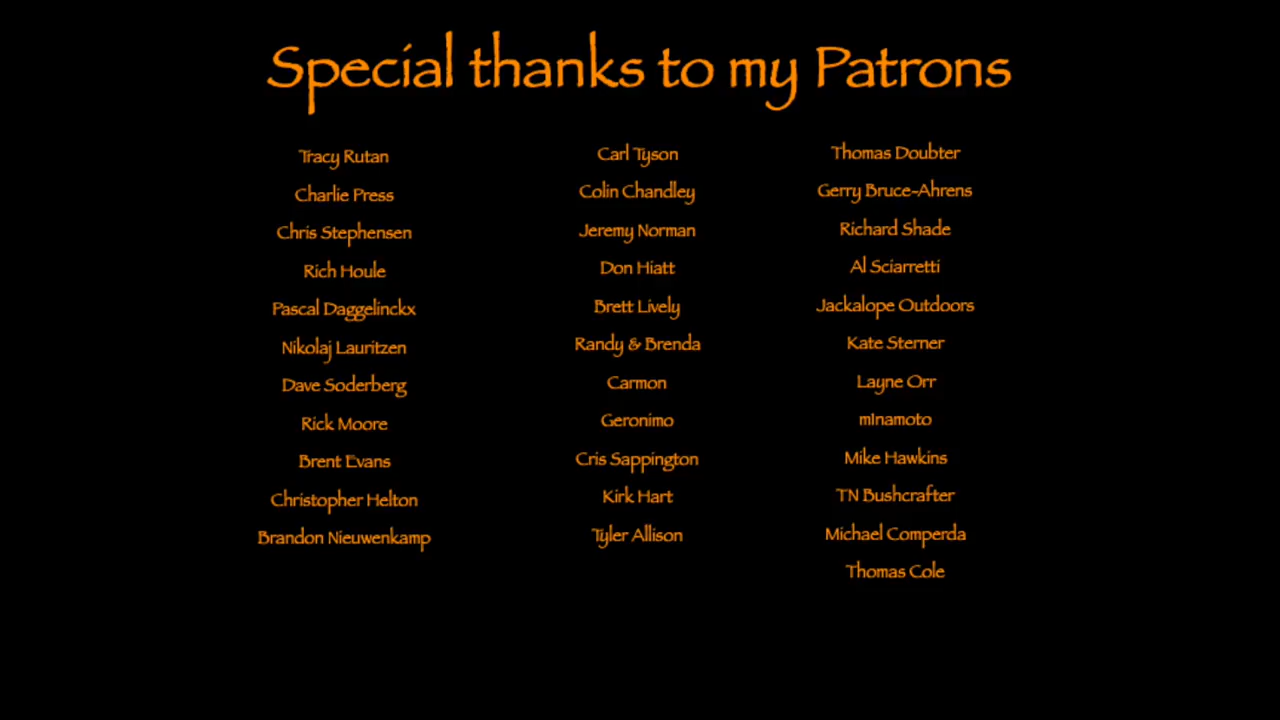 Special thanks to my Patrons
Tracy Rutan
Charlie Press
Chris Stephensen
Rich Houle
Pascal Daggelinckx
Nikolaj Lauritzen
Dave Soderberg
Rick Moore
Brent Evans
Christopher Helton
Brandon Nieuwenkamp
Carl Tyson
Colin Chandley
Jeremy Norman
Don Hiatt
Brett Lively
Randy & Brenda
Carmon
Geronimo
Cris Sappington
Kirk Hart
Tyler Allison
Thomas Doubter
Gerry Bruce-Ahrens
Richard Shade
Al Sciarretti
Jackalope Outdoors
Kate Sterner
Layne Orr
m1namoto
Mike Hawkins
TN Bushcrafter
Michael Comperda
Thomas Cole